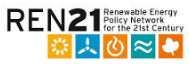 REN21
Renewable Energy
Policy Network
for the 21st Century